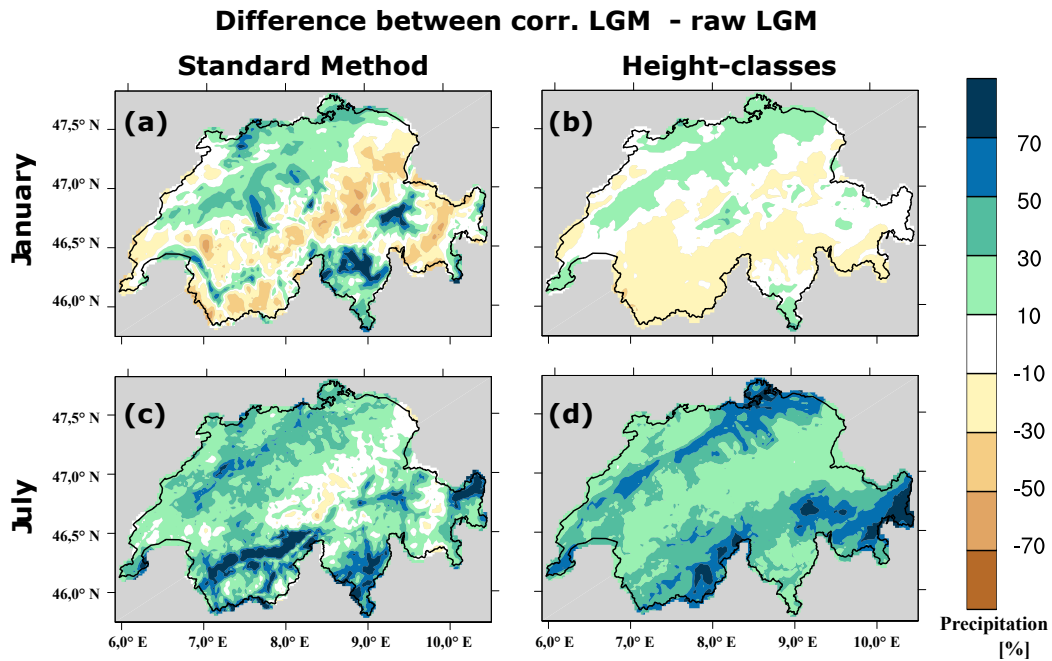 Difference between corr. LGM - raw LGM
Standard Method
Height-classes
January
(a)
47.5° N
47.0° N
46.5° N
46.0° N
(b)
July
(c)
47.5° N
47.0° N
46.5° N
46.0° N
6,0° E 7,0° E 8,0° E 9,0° E 10,0° E
(d)
6,0° E 7,0° E 8,0° E 9,0° E 10,0° E
70
50
30
10
-10
-30
-50
-70
Precipitation
[%]